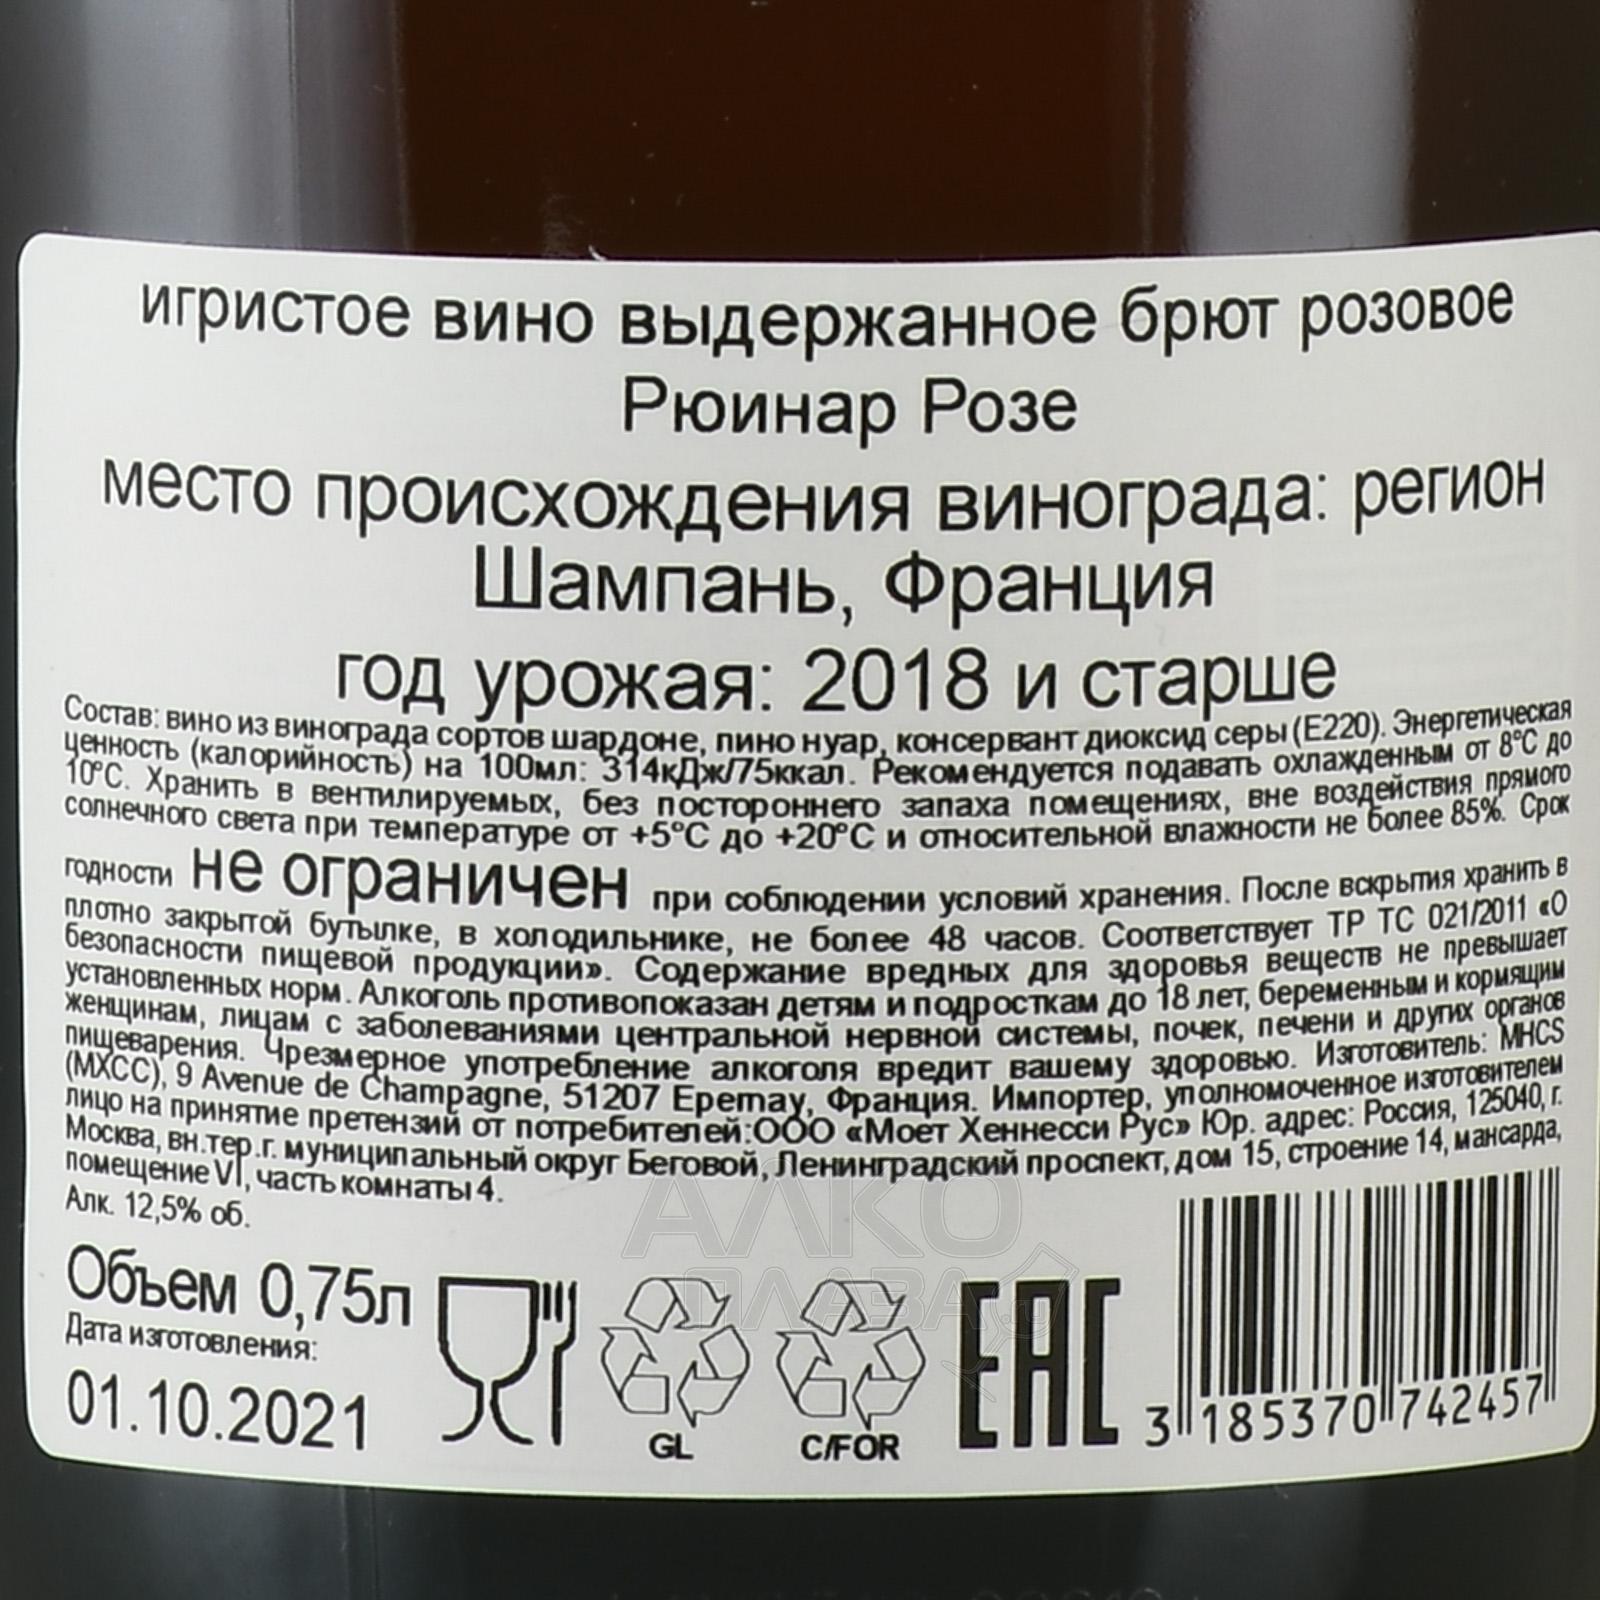 игристое вино выдержанное брют розовое
Рюинар Розе
место происхождения винограда: регион
Шампань, Франция
год урожая: 2018 и старше
Состав: вино из винограда сортов шардоне, пино нуар, консервант диоксид серы (Е220). Энергетическая
ценность (калорийность) на 100мл: 314кДж/75ккал. Рекомендуется подавать охлажденным от 8°С до
10°С. Хранить в вентилируемых, без постороннего запаха помещениях, вне воздействия прямого
солнечного света при температуре от +5°С до +20°С и относительной влажности не более 85%. Срок
годности не ограничен при соблюдении условий хранения. После вскрытия хранить в
плотно закрытой бутылке, в холодильнике, не более 48 часов. Соответствует ТР ТС 021/2011 «О
безопасности пищевой продукции». Содержание вредных для здоровья веществ не превышает
установленных норм. Алкоголь противопоказан детям и подросткам до 18 лет, беременным и кормящим
женщинам, лицам с заболеваниями центральной нервной системы, почек, печени и других органов
пищеварения. Чрезмерное употребление алкоголя вредит вашему здоровью. Изготовитель: MHCS
(МХСС), 9 Avenue de Champagne, 51207 Epernay, Франция. Импортер, уполномоченное изготовителем
лицо на принятие претензий от потребителей:ООО «Моет Хеннесси Рус» Юр. адрес: Россия, 125040, г.
Москва, вн.тер.г. муниципальный округ Беговой, Ленинградский проспект, дом 15, строение 14, мансарда,
помещение VI, часть комнаты 4.
Алк. 12,5% об.
Объем 0,75л
Дата изготовления:
01.10.2021
GL
C/FOR
EAC
3 185370 742457
АЛКО
ПЛАЗА.ru